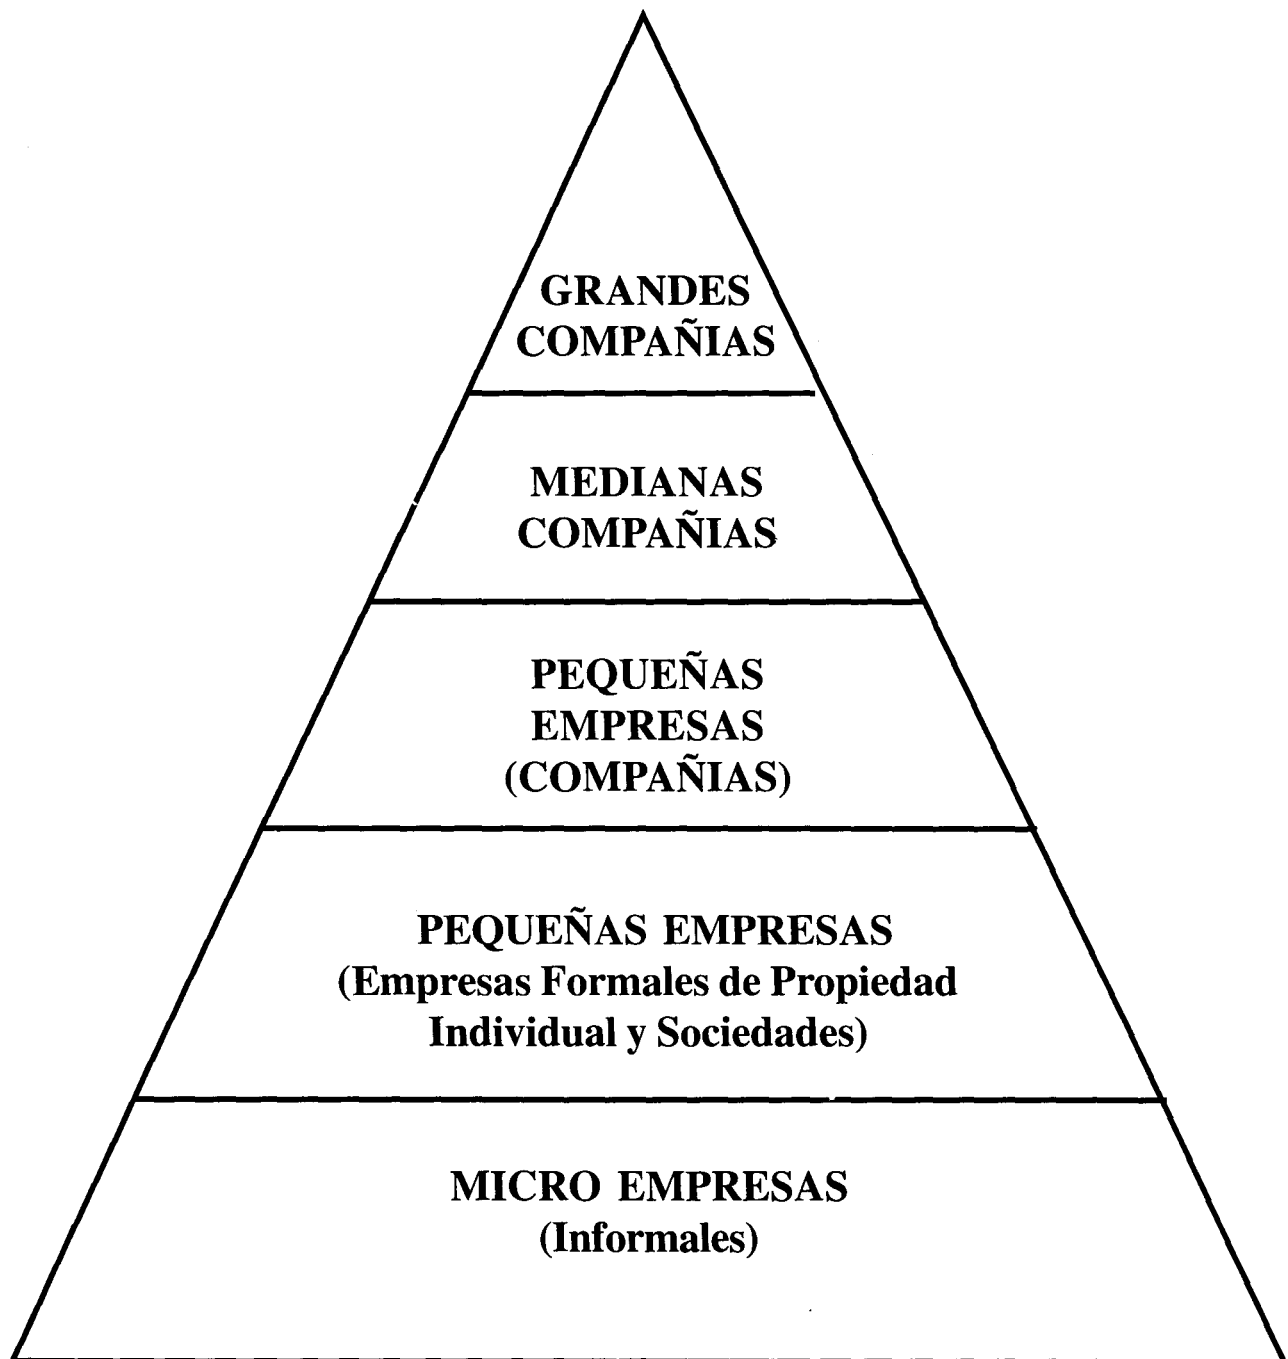 GRANDES
COMPAÑIAS
MEDIANAS
COMPAÑIAS
PEQUEÑAS
EMPRESAS
(COMPAÑIAS)
PEQUEÑAS EMPRESAS
(Empresas Formales de Propiedad
Individual y Sociedades)
MICRO EMPRESAS
(Informales)